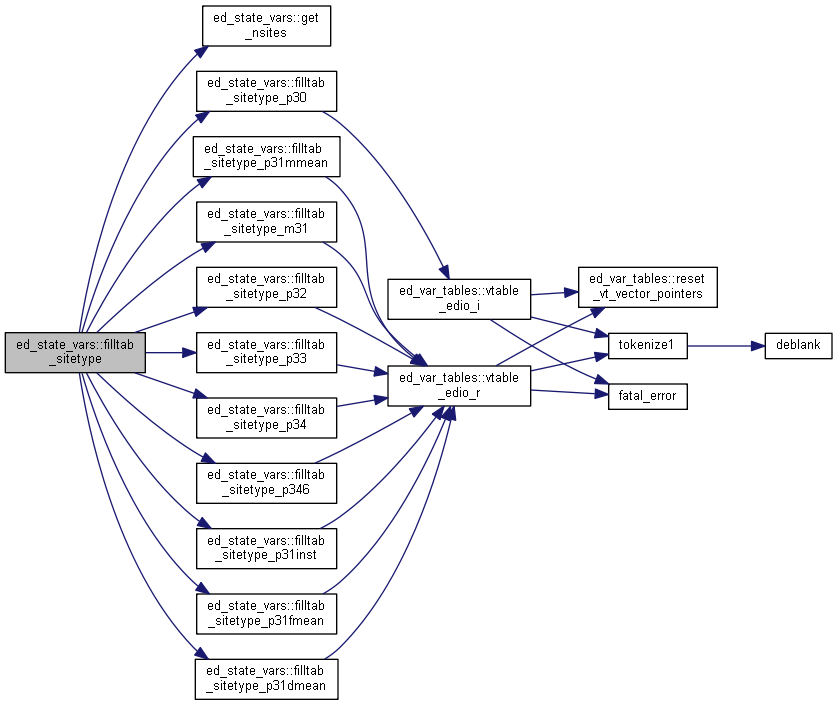 ed_state_vars::get
_nsites
ed_state_vars::filltab
_sitetype_p30
ed_state_vars::filltab
_sitetype_p31mmean
ed_state_vars::filltab
_sitetype_m31
ed_state_vars::filltab
_sitetype_p32
ed_state_vars::filltab
_sitetype_p33
ed_state_vars::filltab
_sitetype_p34
ed_state_vars::filltab
_sitetype_p346
ed_state_vars::filltab
_sitetype_p31inst
ed_state_vars::filltab
_sitetype_p31fmean
ed_state_vars::filltab
_sitetype_p31dmean
ed_state_vars::filltab
_sitetype
ed_var_tables::vtable
_edio_i
ed_var_tables::vtable
_edio_r
ed_var_tables::reset
_vt_vector_pointers
tokenize1
fatal_error
deblank